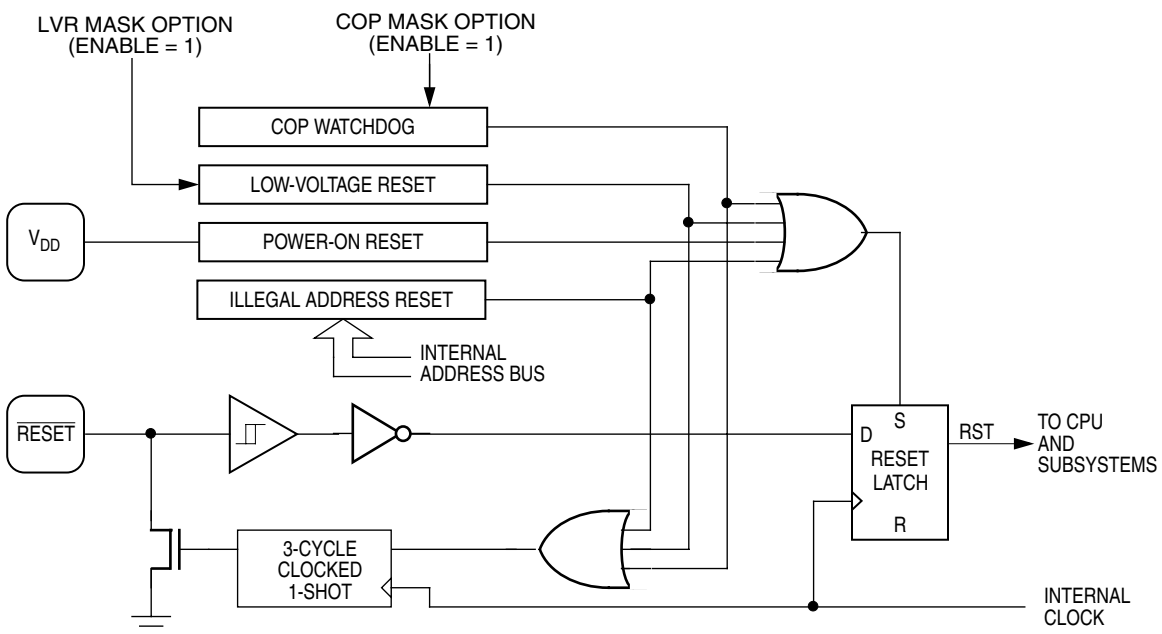 LVR MASK OPTION
(ENABLE = 1)
COP MASK OPTION
(ENABLE = 1)
COP WATCHDOG
LOW-VOLTAGE RESET
VDD
POWER-ON RESET
ILLEGAL ADDRESS RESET
INTERNAL
ADDRESS BUS
RESET
D
S
RESET
LATCH
R
RST
TO CPU
AND
SUBSYSTEMS
3-CYCLE
CLOCKED
1-SHOT
INTERNAL
CLOCK